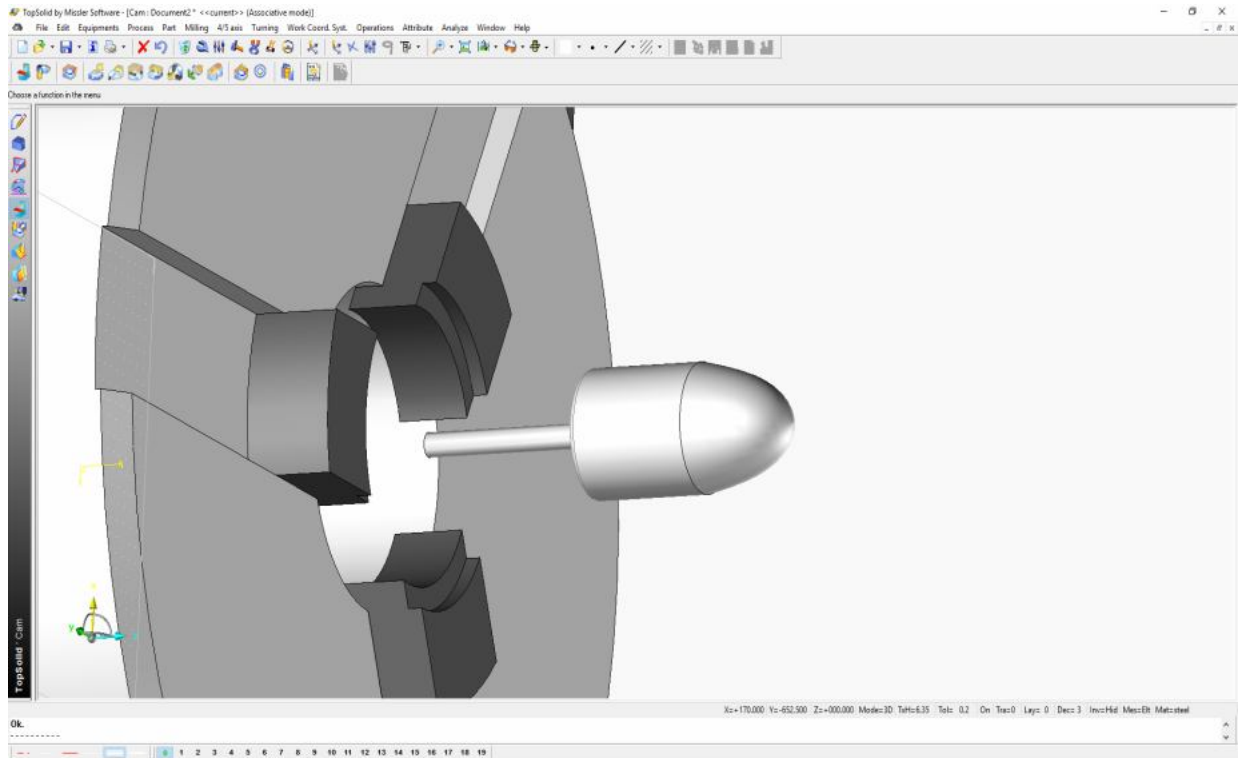 TopSolid by Missler Software - [Cam : Document2 * <<current>> (Associative mode)]
File Edit Equipments Process Part Milling 4/5 axis Turning Work Coord. Syst. Operations Attribute Analyze Window Help
Choose a function in the menu
TopSolid'Cam
X=+170.000 Y=-652.500 Z=+000.000 Mode=3D TxH=6.35 Tol= 0.2 On Tra=0 Lay= 0 Dec= 3 Inv=Hid Mes=Elt Mat=steel
Ok.
----------
0 1 2 3 4 5 6 7 8 9 10 11 12 13 14 15 16 17 18 19